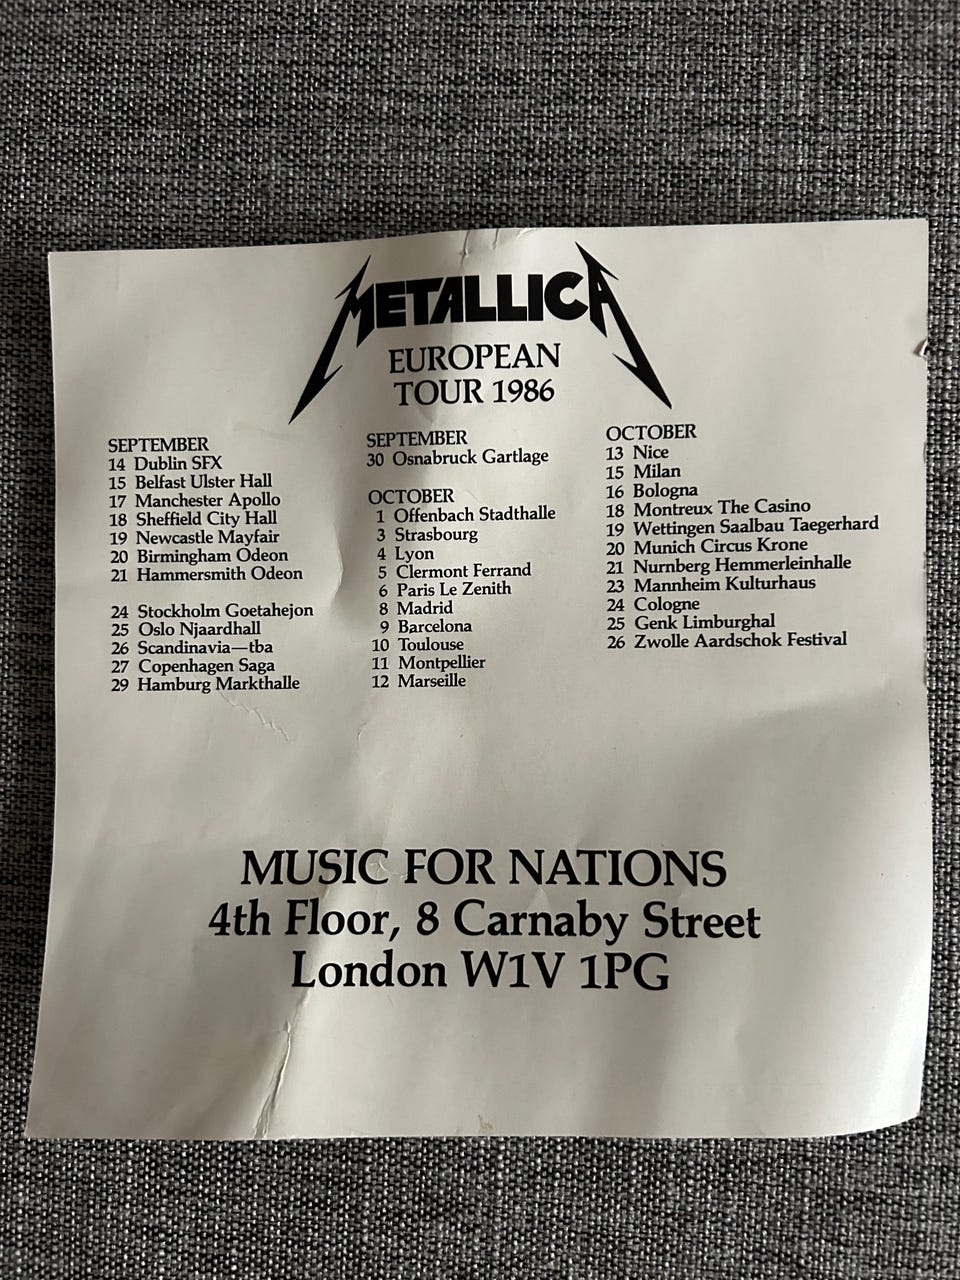 METALLICA
EUROPEAN
TOUR 1986
SEPTEMBER
14 Dublin SFX
15 Belfast Ulster Hall
17 Manchester Apollo
18 Sheffield City Hall
19 Newcastle Mayfair
20 Birmingham Odeon
21 Hammersmith Odeon
24 Stockholm Goetahejon
25 Oslo Njaardhall
26 Scandinavia—tba
27 Copenhagen Saga
29 Hamburg Markthalle
SEPTEMBER
30 Osnabruck Gartlage
OCTOBER
1 Offenbach Stadthalle
3 Strasbourg
4 Lyon
5 Clermont Ferrand
6 Paris Le Zenith
8 Madrid
9 Barcelona
10 Toulouse
11 Montpellier
12 Marseille
OCTOBER
13 Nice
15 Milan
16 Bologna
18 Montreux The Casino
19 Wettingen Saalbau Taegerhard
20 Munich Circus Krone
21 Nurnberg Hemmerleinhalle
23 Mannheim Kulturhaus
24 Cologne
25 Genk Limburghal
26 Zwolle Aardschok Festival
MUSIC FOR NATIONS
4th Floor, 8 Carnaby Street
London W1V 1PG